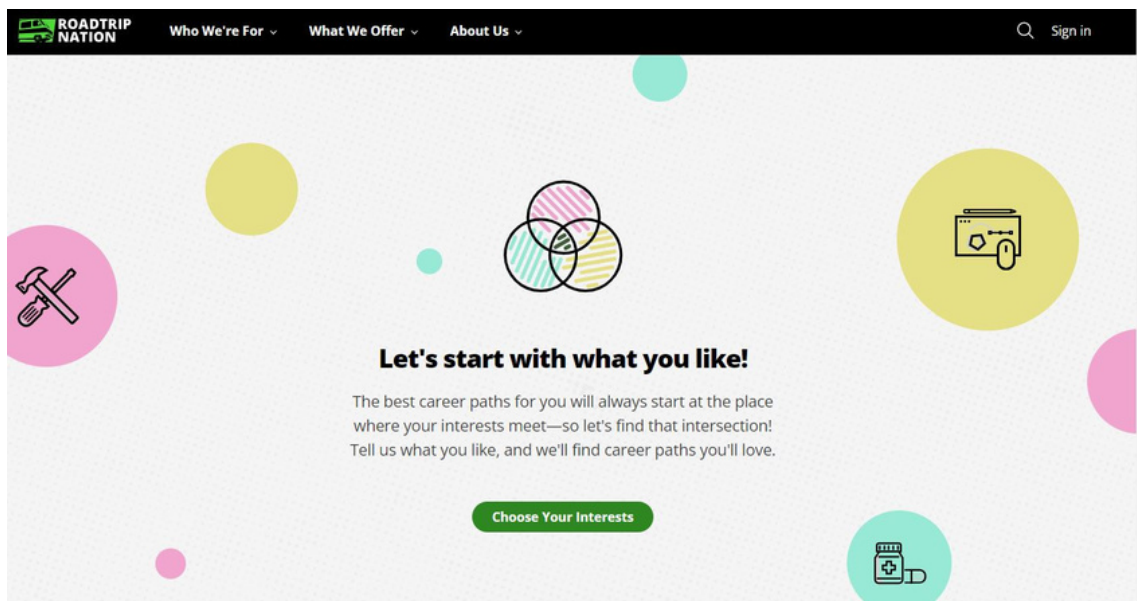 ROADTRIP
NATION
Who We're For
What We Offer
About Us
Sign in
Let's start with what you like!
The best career paths for you will always start at the place
where your interests meet—so let's find that intersection!
Tell us what you like, and we'll find career paths you'll love.
Choose Your Interests